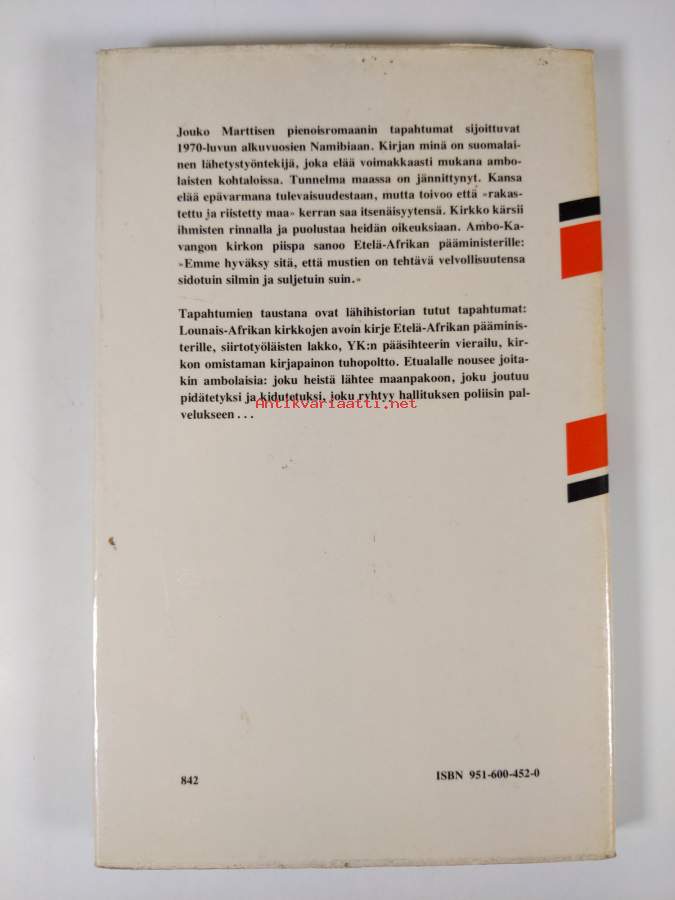 Jouko Marttisen pienoisromaanin tapahtumat sijoittuvat
1970-luvun alkuvuosien Namibiaan. Kirjan minä on suomalai-
nen lähetystyöntekijä, joka elää voimakkaasti mukana ambo-
laisten kohtaloissa. Tunnelma maassa on jännittynyt. Kansa
elää epävarmana tulevaisuudestaan, mutta toivoo että »rakas-
tettu ja riistetty maa» kerran saa itsenäisyytensä. Kirkko kärsii
ihmisten rinnalla ja puolustaa heidän oikeuksiaan. Ambo-Ka-
vangon kirkon piispa sanoo Etelä-Afrikan pääministerille:
»Emme hyväksy sitä, että mustien on tehtävä velvollisuutensa
sidotuin silmin ja suljetuin suin.»
Tapahtumien taustana ovat lähihistorian tutut tapahtumat:
Lounais-Afrikan kirkkojen avoin kirje Etelä-Afrikan pääminis-
terille, siirtotyöläisten lakko, YK:n pääsihteerin vierailu, kir-
kon omistaman kirjapainon tuhopoltto. Etualalle nousee joita-
kin ambolaisia: joku heistä lähtee maanpakoon, joku joutuu
pidätetyksi ja kidutetuksi, joku ryhtyy hallituksen poliisin pal-
velukseen . . .
Antikvariaatti.net
842
ISBN 951-600-452-0